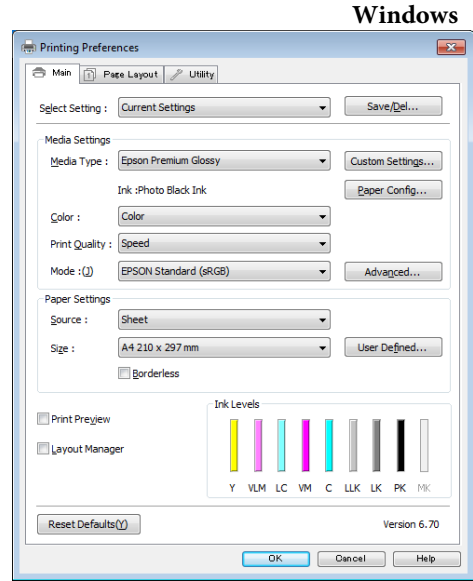 Windows
Printing Preferences
Main Page Layout Utility
Select Setting : Current Settings Save/Del...
Media Settings
Media Type : Epson Premium Glossy Custom Settings...
Ink :Photo Black Ink Paper Config...
Color : Color
Print Quality : Speed
Mode :(J) EPSON Standard (sRGB) Advanced...
Paper Settings
Source : Sheet
Size : A4 210 x 297 mm User Defined...
Borderless
Ink Levels
Print Preview
Layout Manager
Y VLM LC VM C LLK LK PK MK
Reset Defaults(Y) Version 6.70
OK Cancel Help